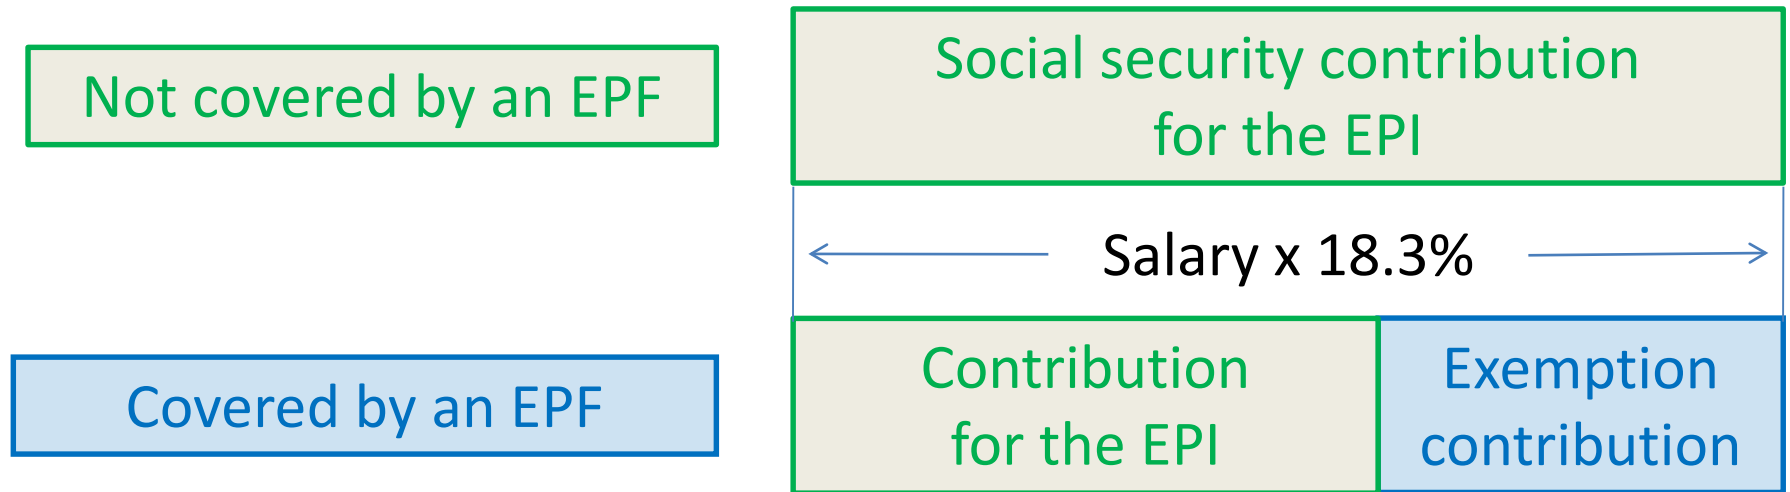 Not covered by an EPF
Social security contribution
for the EPI
Salary x 18.3%
Covered by an EPF
Contribution
for the EPI
Exemption
contribution